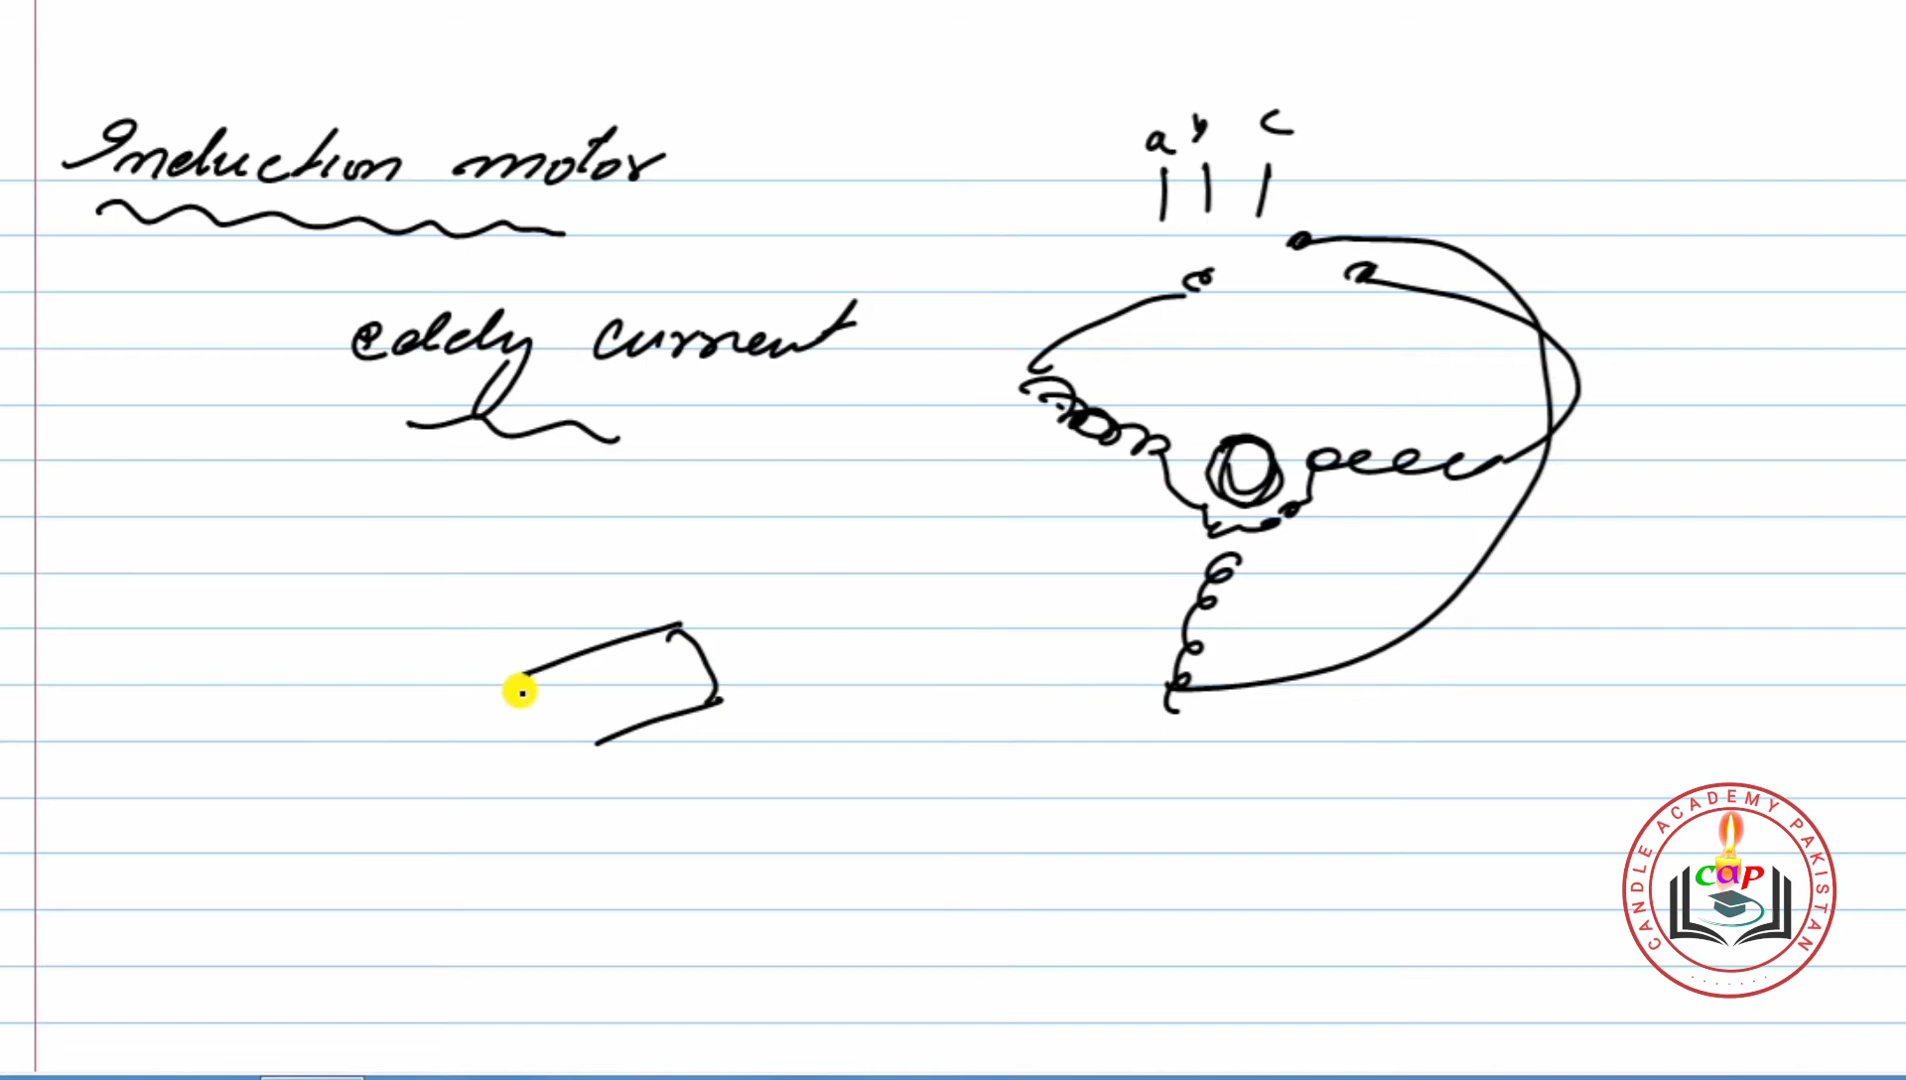 Induction motor
a b c
eddy current
CANDLE ACADEMY PAKISTAN
cap